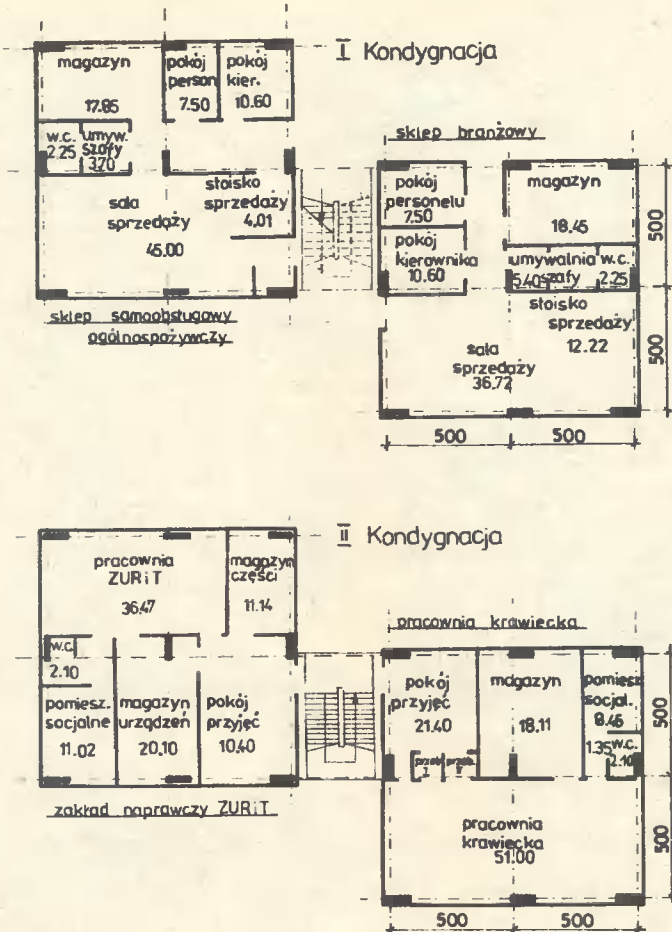 I Kondygnacja
magazyn
17.85
pokój
person
7.50
pokój
kier.
10.60
w.c.
2.25
umyw.
szafy
3.70
stoisko
sprzedaży
4,01
sala
sprzedaży
45.00
sklep samoobsługowy
ogólnospożywczy
sklep branżowy
pokój
personelu
7.50
magazyn
18.45
pokój
kierownika
10.60
umywalnia
szafy
5.40
w.c.
2.25
stoisko
sprzedaży
12.22
sala
sprzedaży
36.72
500
500
500
500
II Kondygnacja
pracownia
ZURiT
36.47
magazyn
części
11.14
w.c.
2.10
pomiesz.
socjalne
11.02
magazyn
urządzeń
20.10
pokój
przyjęć
10.40
zakład naprawczy ZURiT
pracownia krawiecka
pokój
przyjęć
21.40
magazyn
18.11
pomiesz.
socjal.
8.46
1.35
w.c.
2.10
pracownia
krawiecka
51.00
500
500
500
500